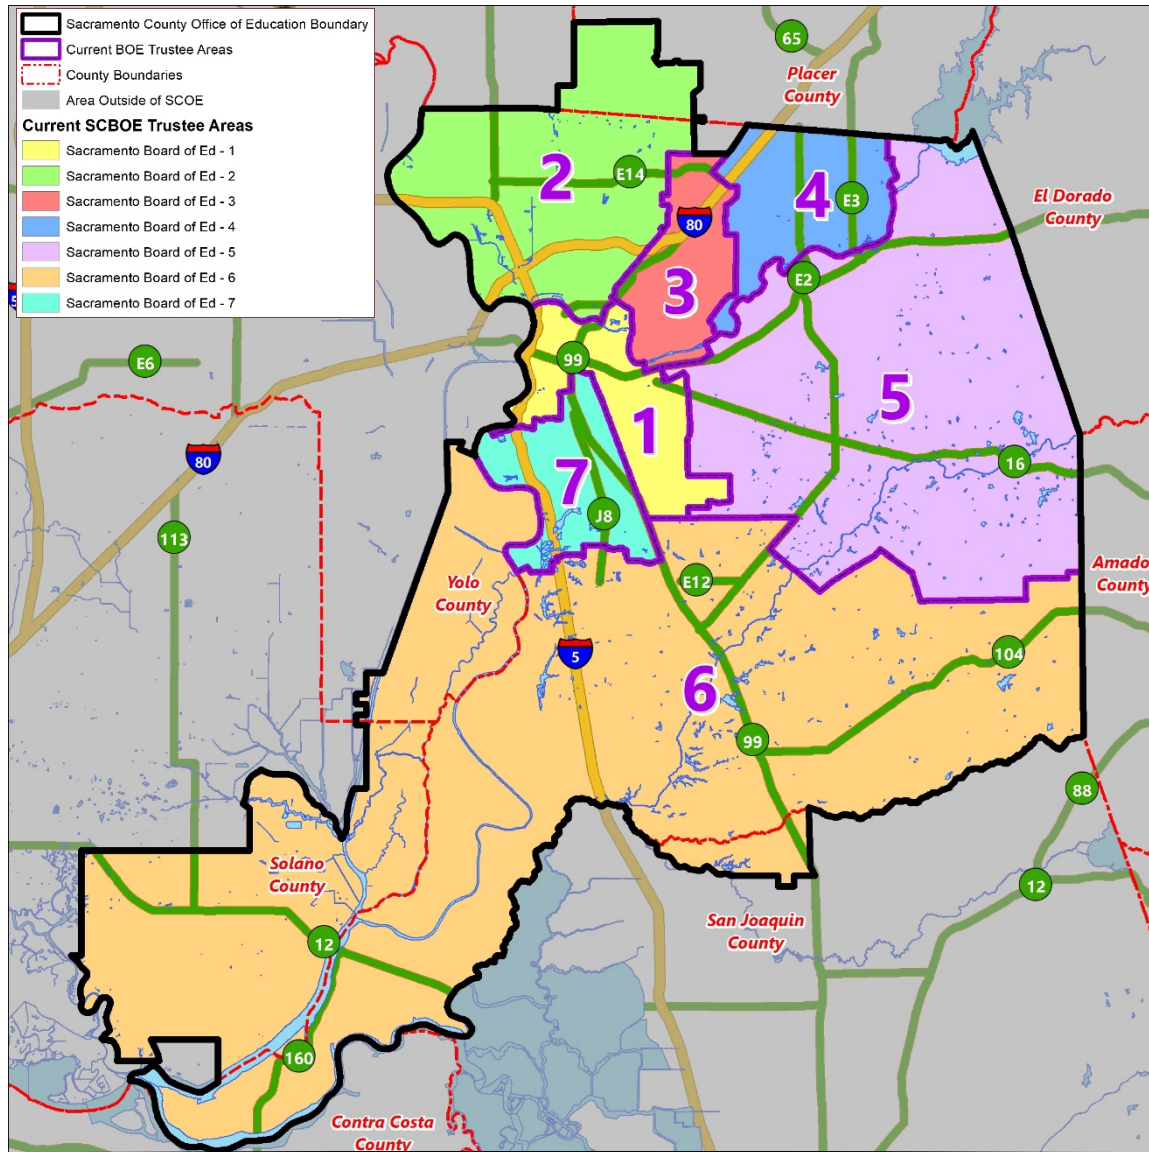 Sacramento County Office of Education Boundary
Current BOE Trustee Areas
County Boundaries
Area Outside of SCOE
Current SCBOE Trustee Areas
Sacramento Board of Ed - 1
Sacramento Board of Ed - 2
Sacramento Board of Ed - 3
Sacramento Board of Ed - 4
Sacramento Board of Ed - 5
Sacramento Board of Ed - 6
Sacramento Board of Ed - 7
65
Placer
County
2
E14
4
E3
El Dorado
County
80
E2
3
5
99
E6
5
1
80
16
7
J8
113
Amado
County
E12
Yolo
County
5
104
6
99
88
Solano
County
12
San Joaquin
County
12
160
Contra Costa
County